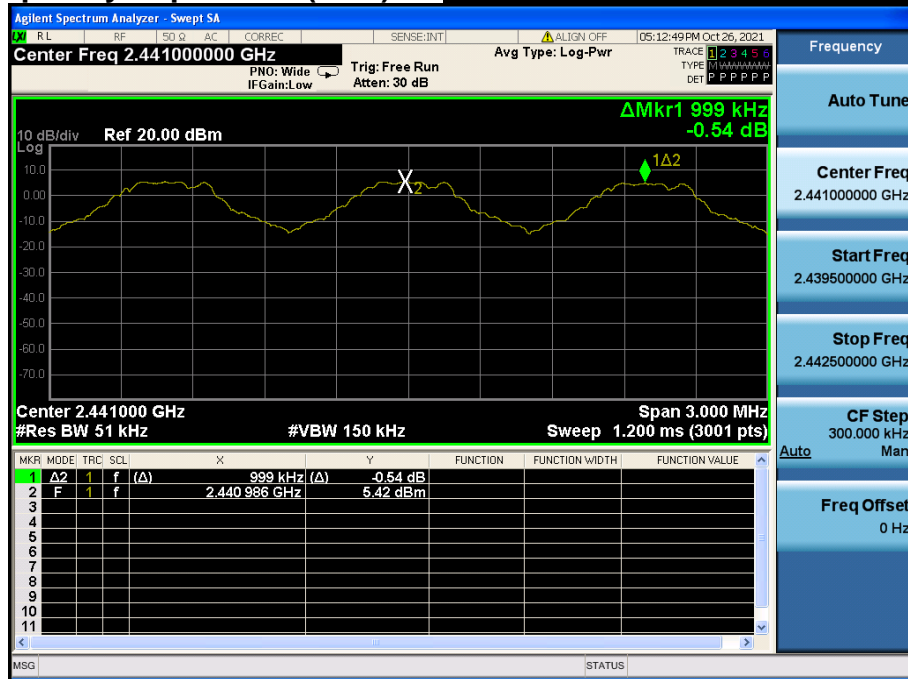 Agilent Spectrum Analyzer - Swept SA
LXI RL RF 50 Ω AC CORREC SENSE:INT ALIGN OFF 05:12:49 PM Oct 26, 2021
Center Freq 2.441000000 GHz
PNO: Wide
IFGain:Low
Trig: Free Run
Atten: 30 dB
Avg Type: Log-Pwr
TRACE 1 2 3 4 5 6
TYPE M
DET P P P P P P
ΔMkr1 999 kHz
-0.54 dB
10 dB/div Ref 20.00 dBm
Log
10.0
0.00
-10.0
-20.0
-30.0
-40.0
-50.0
-60.0
-70.0
X2
1Δ2
Center 2.441000 GHz Span 3.000 MHz
#Res BW 51 kHz #VBW 150 kHz Sweep 1.200 ms (3001 pts)
MKR MODE TRC SCL X Y FUNCTION FUNCTION WIDTH FUNCTION VALUE
1 Δ2 1 f (Δ) 999 kHz (Δ) -0.54 dB
2 F 1 f 2.440 986 GHz 5.42 dBm
3
4
5
6
7
8
9
10
11
MSG STATUS
Frequency
Auto Tune
Center Freq
2.441000000 GHz
Start Freq
2.439500000 GHz
Stop Freq
2.442500000 GHz
CF Step
300.000 kHz
Auto Man
Freq Offset
0 Hz